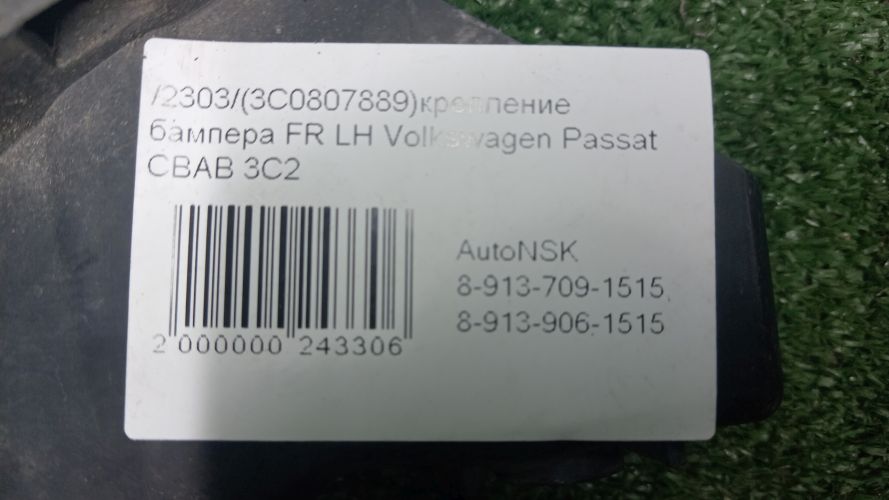 /2303/(3C0807889)крепление
бампера FR LH Volkswagen Passat
CBAB 3C2
AutoNSK
8-913-709-1515,
8-913-906-1515
2 000000 243306